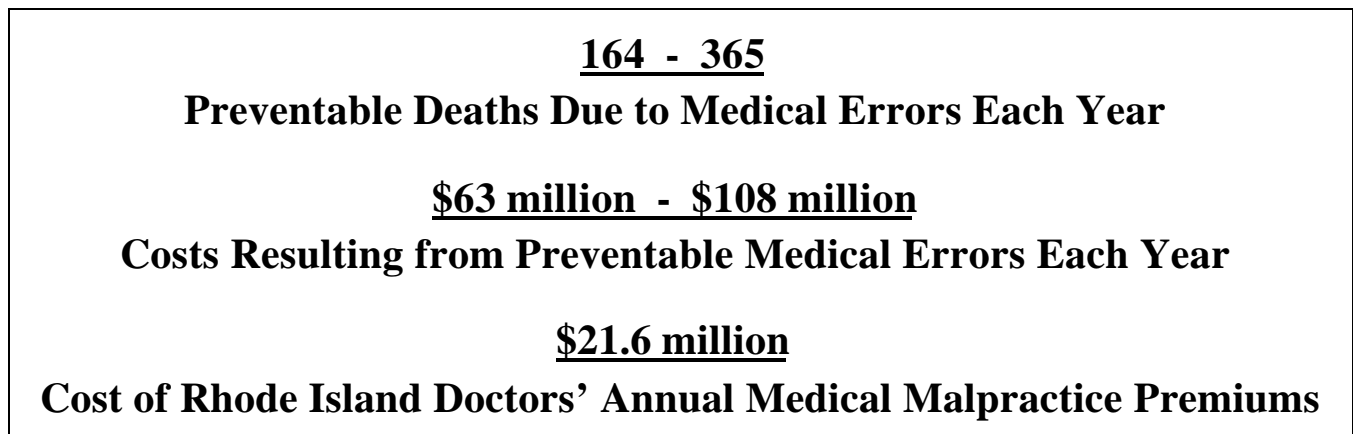 164 - 365
Preventable Deaths Due to Medical Errors Each Year
$63 million - $108 million
Costs Resulting from Preventable Medical Errors Each Year
$21.6 million
Cost of Rhode Island Doctors’ Annual Medical Malpractice Premiums